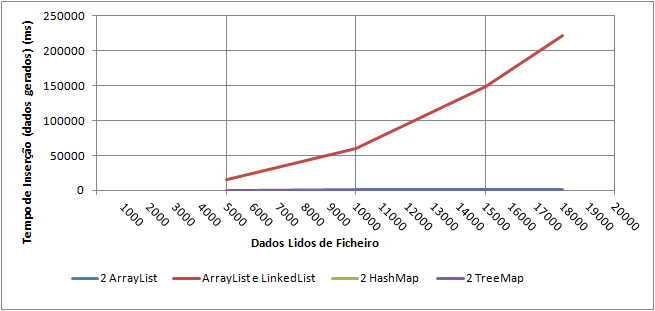 250000
200000
150000
100000
50000
0
Tempo de Inserção (dados gerados) (ms)
1000 2000 3000 4000 5000 6000 7000 8000 9000 10000 11000 12000 13000 14000 15000 16000 17000 18000 19000 20000
Dados Lidos de Ficheiro
2 ArrayList ArrayList e LinkedList 2 HashMap 2 TreeMap